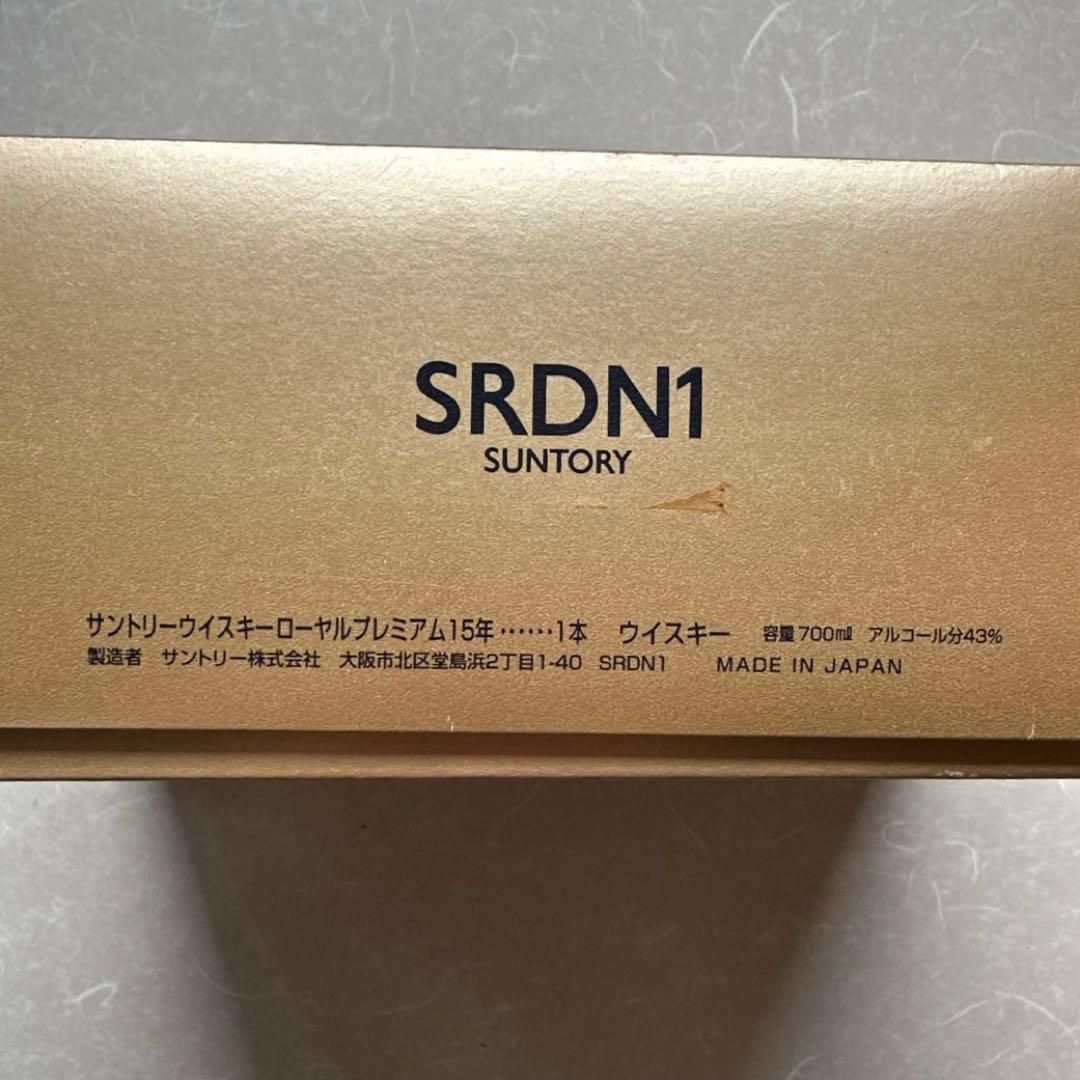 SRDN1
SUNTORY
サントリーウイスキーローヤルプレミアム15年……1本 ウイスキー 容量700㎖ アルコール分43%
製造者 サントリー株式会社 大阪市北区堂島浜2丁目1-40 SRDN1 MADE IN JAPAN